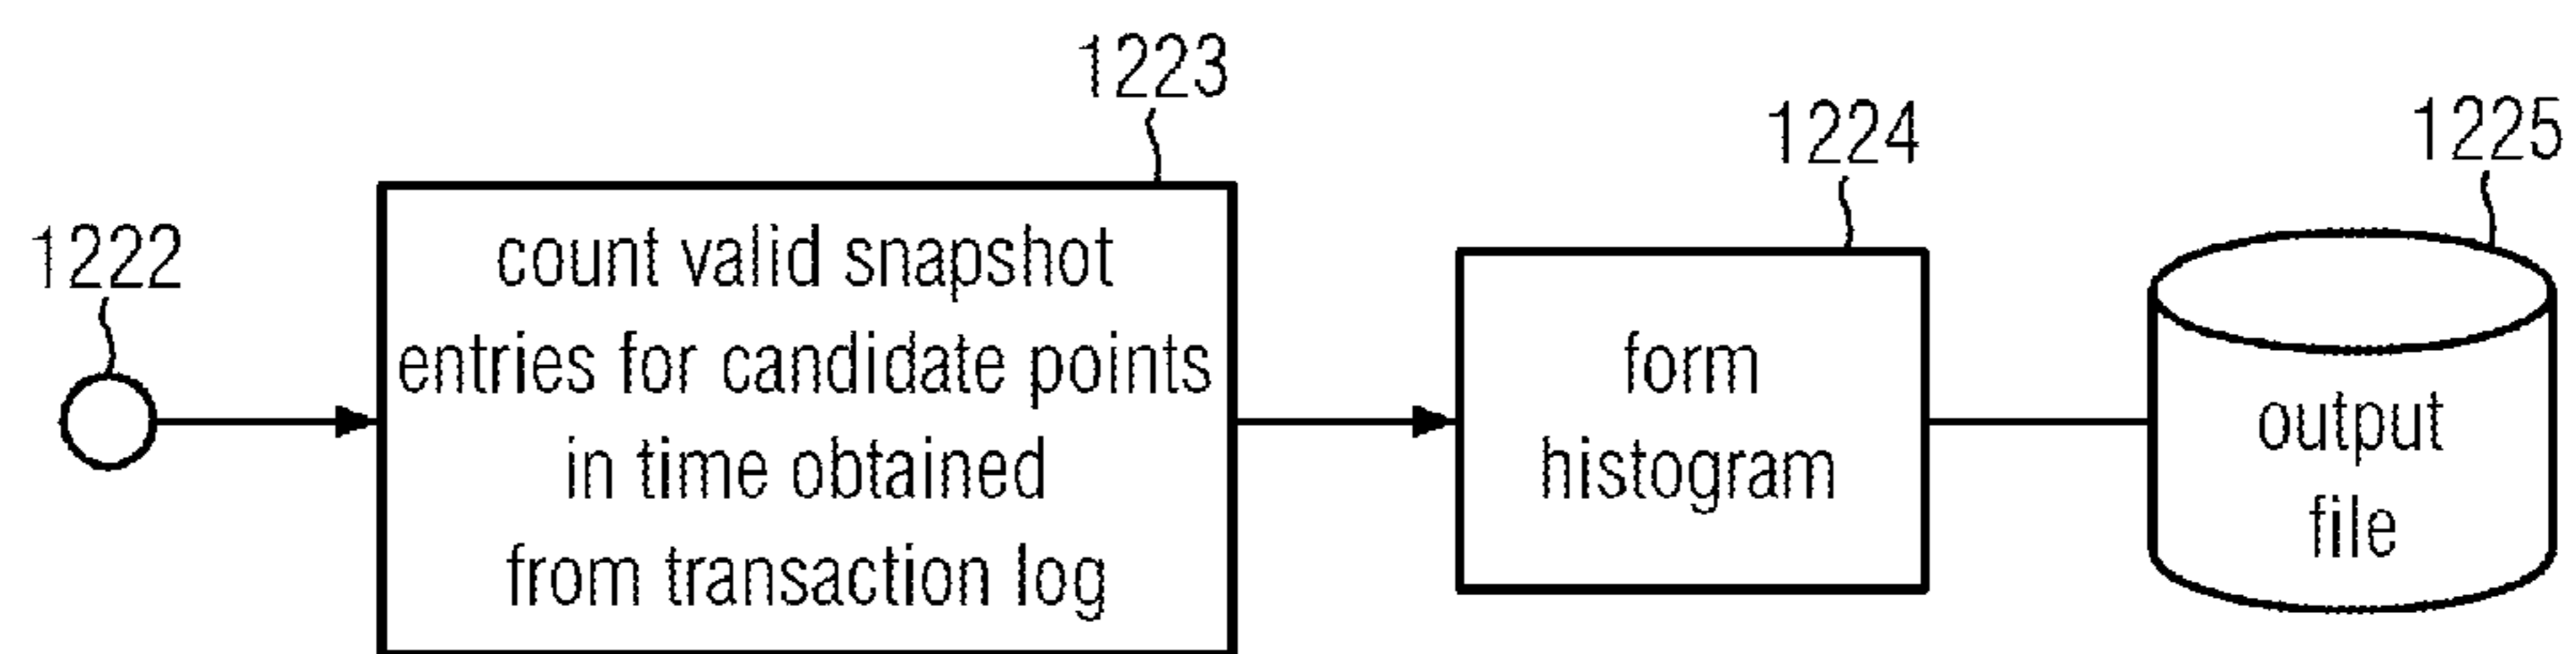 1222
1223
count valid snapshot
entries for candidate points
in time obtained
from transaction log
1224
form
histogram
1225
output
file